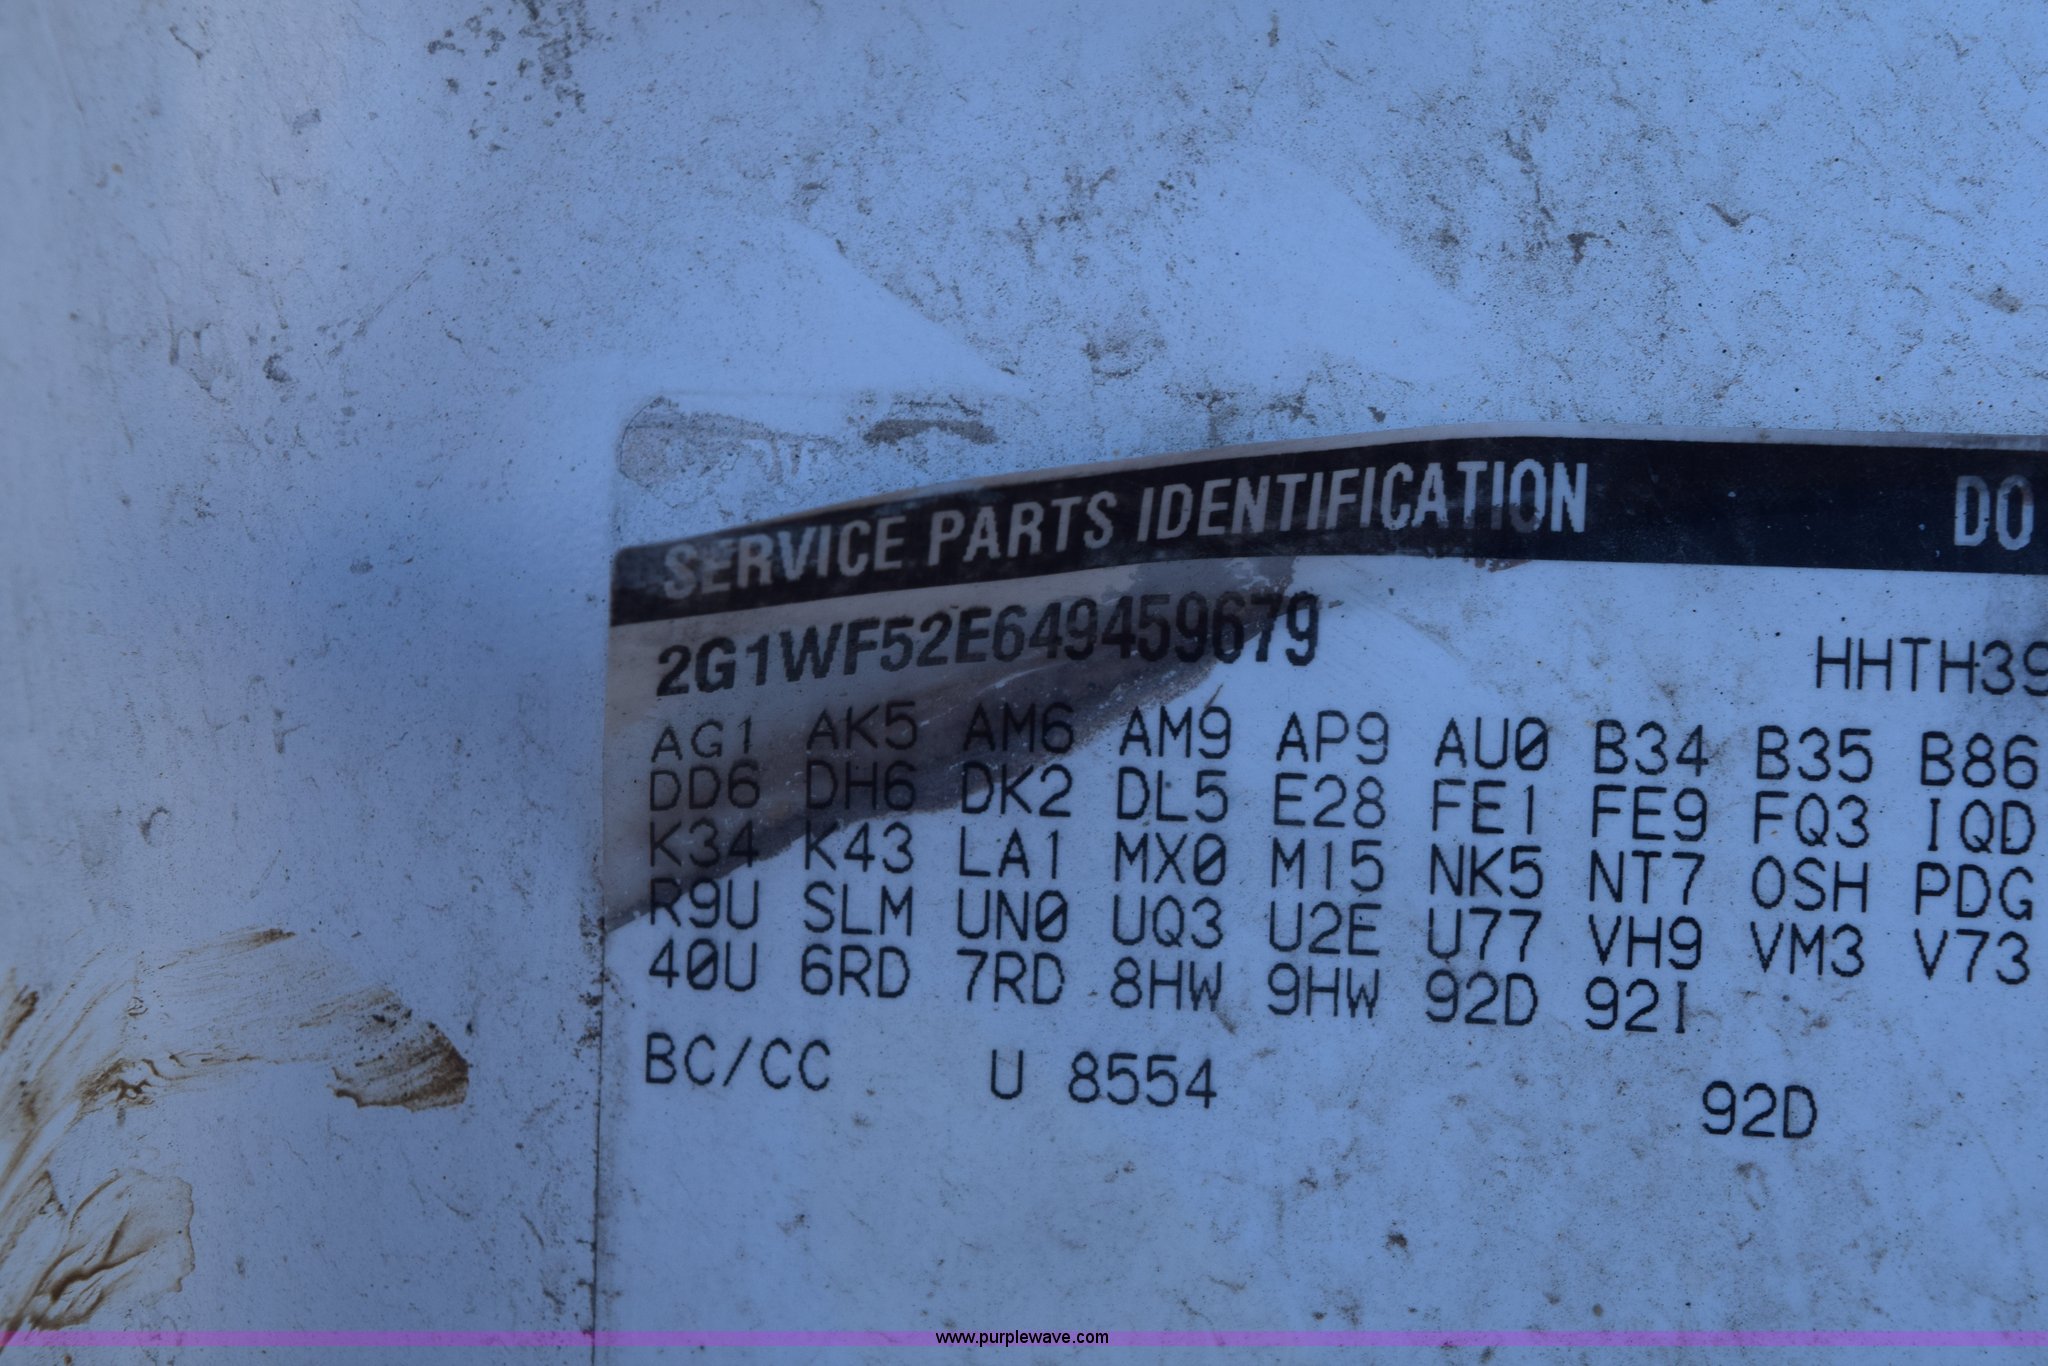 SERVICE PARTS IDENTIFICATION DO
2G1WF52E649459679 HHTH39
AG1 AK5 AM6 AM9 AP9 AU0 B34 B35 B86
DD6 DH6 DK2 DL5 E28 FE1 FE9 FQ3 IQD
K34 K43 LA1 MX0 M15 NK5 NT7 OSH PDG
R9U SLM UN0 UQ3 U2E U77 VH9 VM3 V73
40U 6RD 7RD 8HW 9HW 92D 92I
BC/CC U 8554 92D
www.purplewave.com